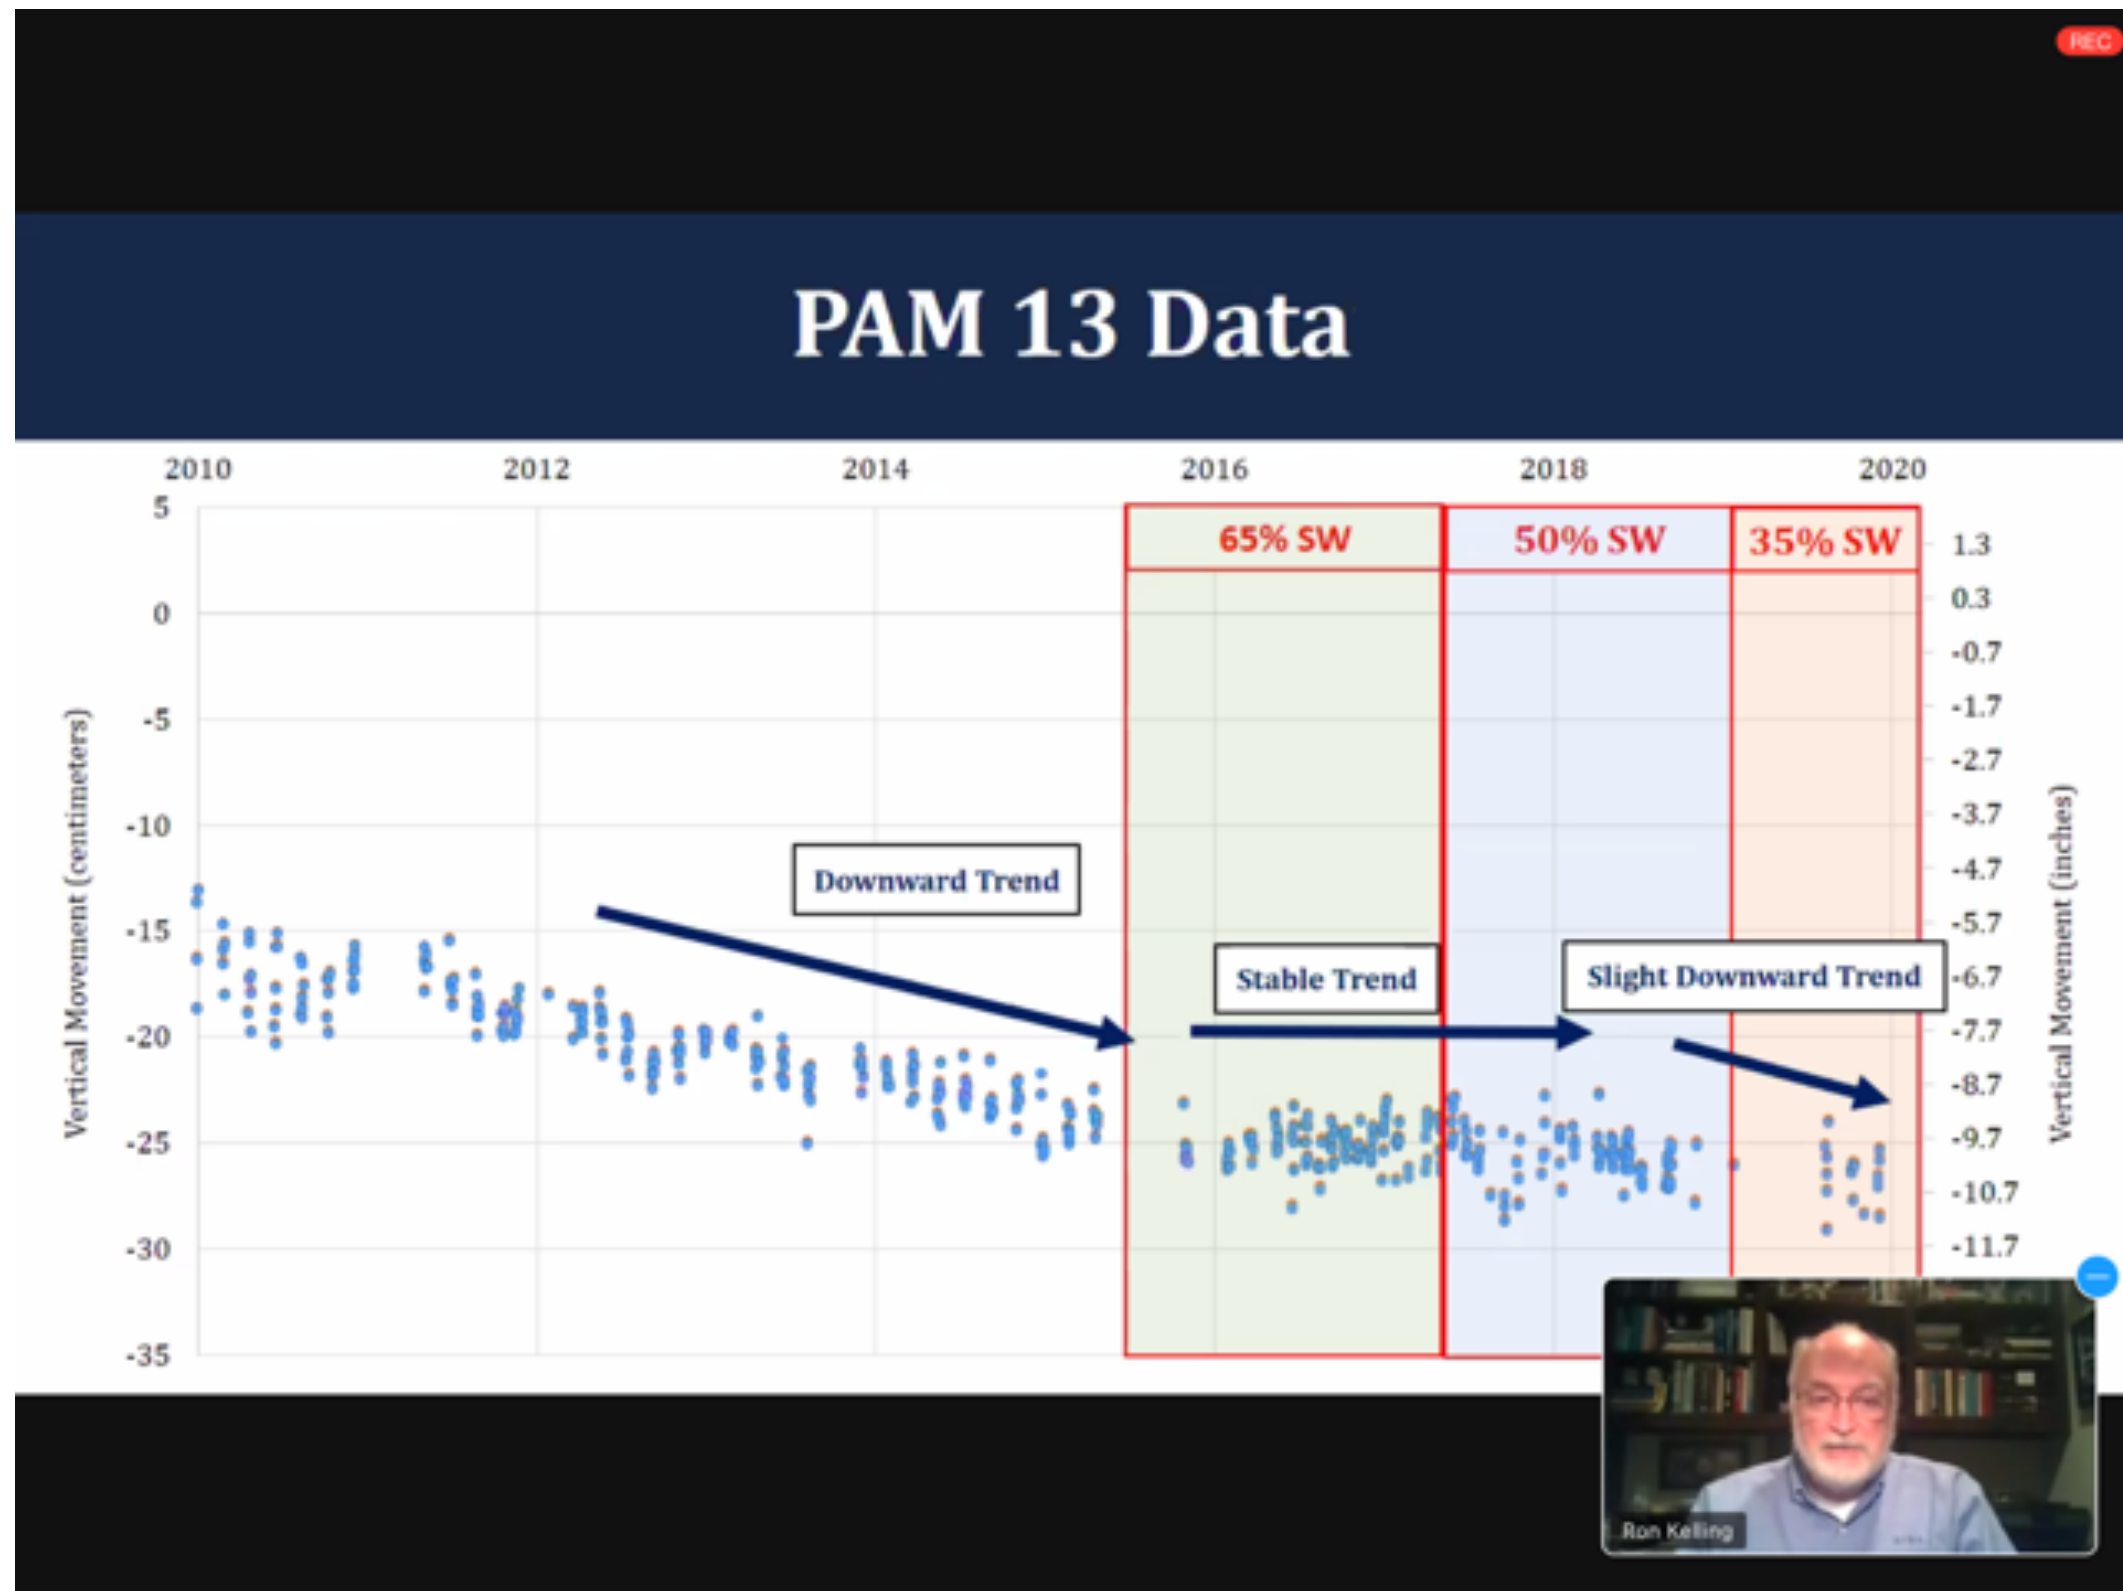 REC
PAM 13 Data
2010 2012 2014 2016 2018 2020
65% SW 50% SW 35% SW
5
0
-5
-10
-15
-20
-25
-30
-35
Vertical Movement (centimeters)
Downward Trend
Stable Trend
Slight Downward Trend
1.3
0.3
-0.7
-1.7
-2.7
-3.7
-4.7
-5.7
-6.7
-7.7
-8.7
-9.7
-10.7
-11.7
Vertical Movement (inches)
Ron Kelling